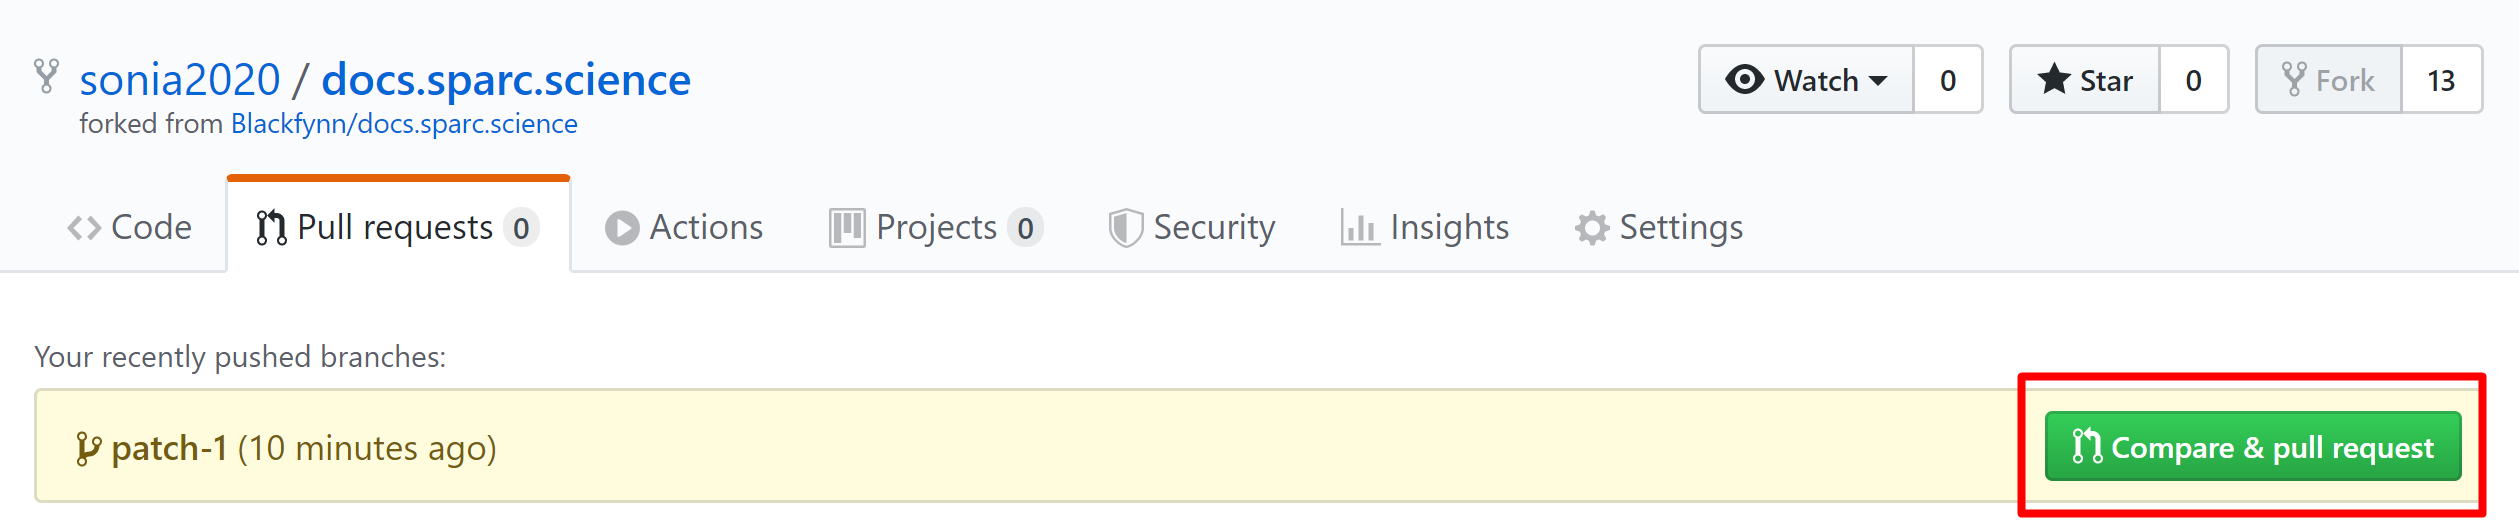 sonia2020 / docs.sparc.science
forked from Blackfynn/docs.sparc.science
Watch 0 Star 0 Fork 13
Code Pull requests 0 Actions Projects 0 Security Insights Settings
Your recently pushed branches:
patch-1 (10 minutes ago) Compare & pull request